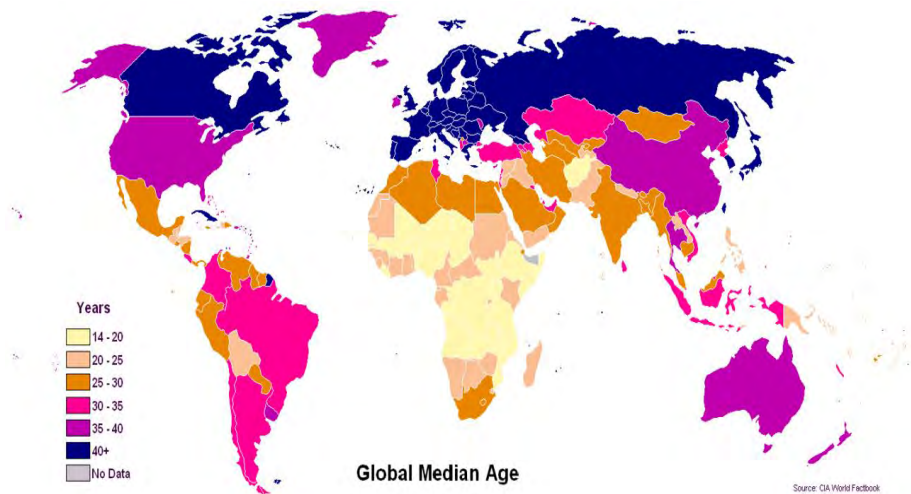 Years
14 - 20
20 - 25
25 - 30
30 - 35
35 - 40
40+
No Data
Global Median Age
Source: CIA World Factbook